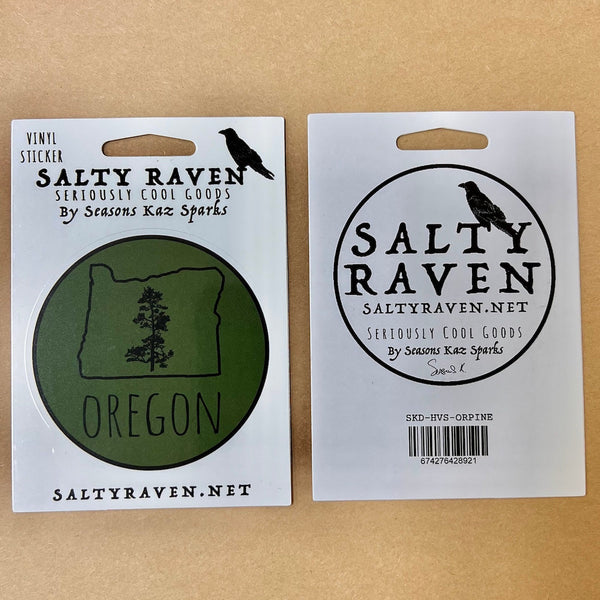 VINYL
STICKER
SALTY RAVEN
SERIOUSLY COOL GOODS
By Seasons Kaz Sparks
OREGON
SALTYRAVEN.NET
SALTY
RAVEN
SALTYRAVEN.NET
SERIOUSLY COOL GOODS
By Seasons Kaz Sparks
SKD-HVS-ORPINE
674276428921